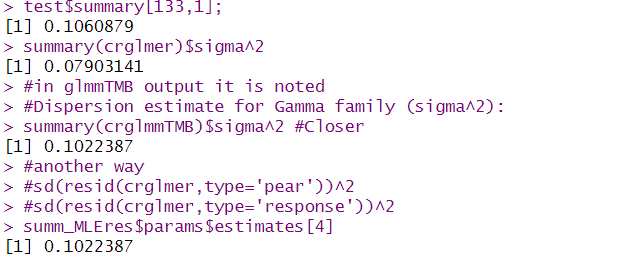 > test$summary[133,1];
[1] 0.1060879
> summary(crglmer)$sigma^2
[1] 0.07903141
> #in glmmTMB output it is noted
> #Dispersion estimate for Gamma family (sigma^2):
> summary(crglmmTMB)$sigma^2 #Closer
[1] 0.1022387
> #another way
> #sd(resid(crglmer,type='pear'))^2
> #sd(resid(crglmer,type='response'))^2
> summ_MLEres$params$estimates[4]
[1] 0.1022387